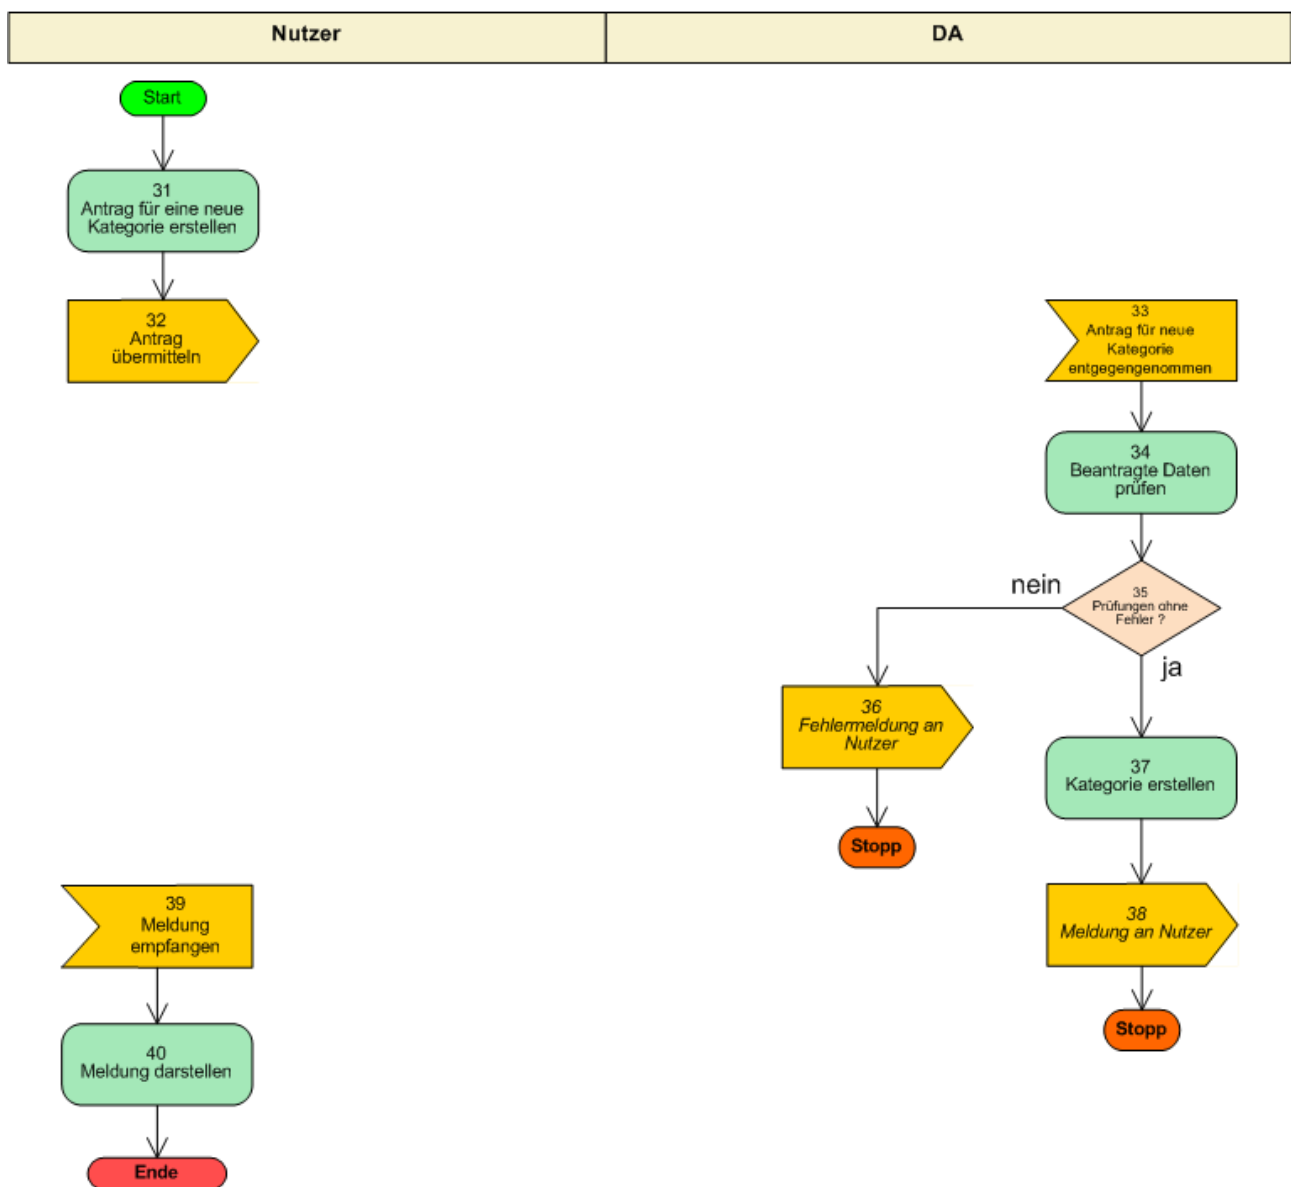 Nutzer
DA
Start
31
Antrag für eine neue
Kategorie erstellen
32
Antrag
übermitteln
33
Antrag für neue
Kategorie
entgegengenommen
34
Beantragte Daten
prüfen
nein
35
Prüfungen ohne
Fehler ?
ja
36
Fehlermeldung an
Nutzer
37
Kategorie erstellen
Stopp
39
Meldung
empfangen
38
Meldung an Nutzer
Stopp
40
Meldung darstellen
Ende